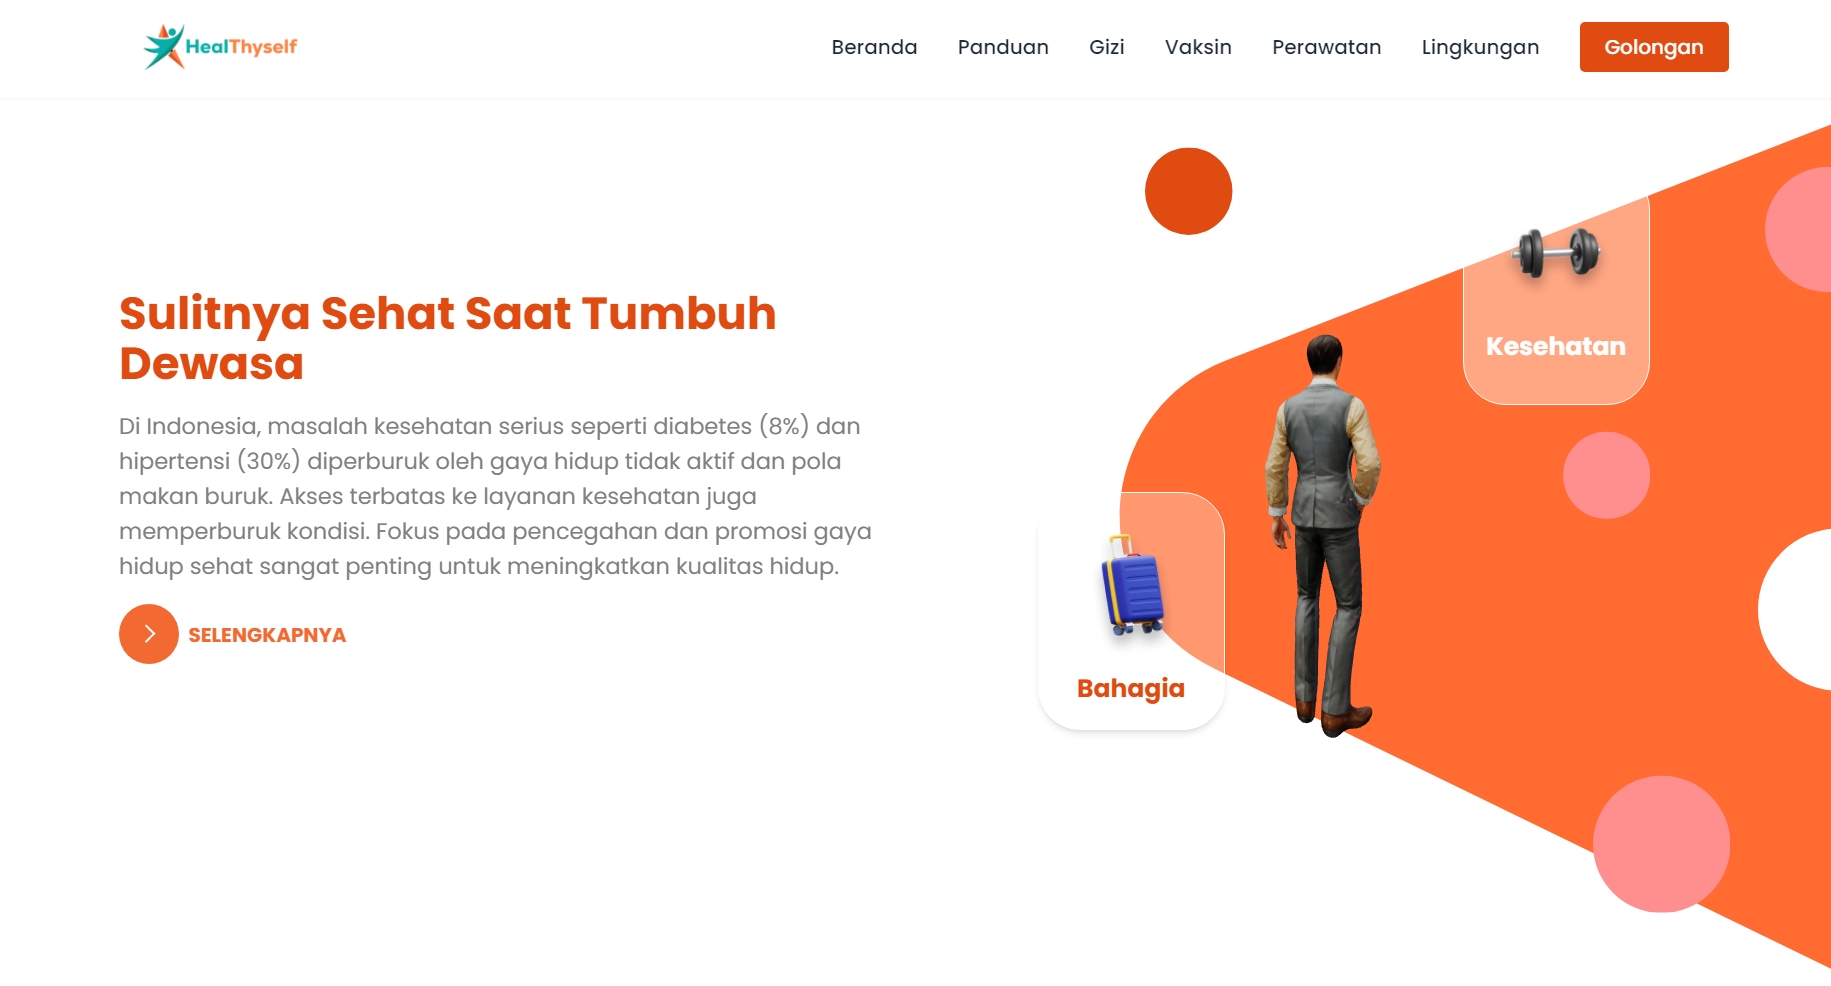 HealThyself
Beranda Panduan Gizi Vaksin Perawatan Lingkungan Golongan
Sulitnya Sehat Saat Tumbuh
Dewasa
Di Indonesia, masalah kesehatan serius seperti diabetes (8%) dan
hipertensi (30%) diperburuk oleh gaya hidup tidak aktif dan pola
makan buruk. Akses terbatas ke layanan kesehatan juga
memperburuk kondisi. Fokus pada pencegahan dan promosi gaya
hidup sehat sangat penting untuk meningkatkan kualitas hidup.
SELENGKAPNYA
Kesehatan
Bahagia